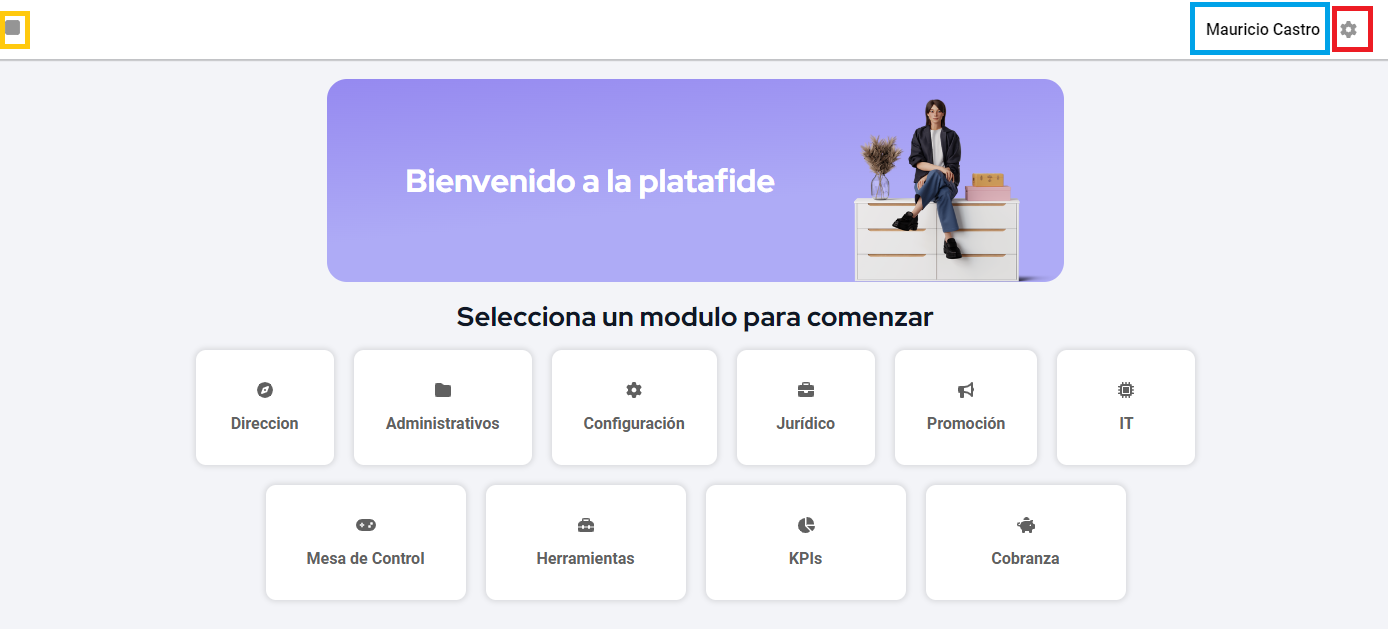 Mauricio Castro
Bienvenido a la platafide
Selecciona un modulo para comenzar
Direccion
Administrativos
Configuración
Jurídico
Promoción
IT
Mesa de Control
Herramientas
KPIs
Cobranza